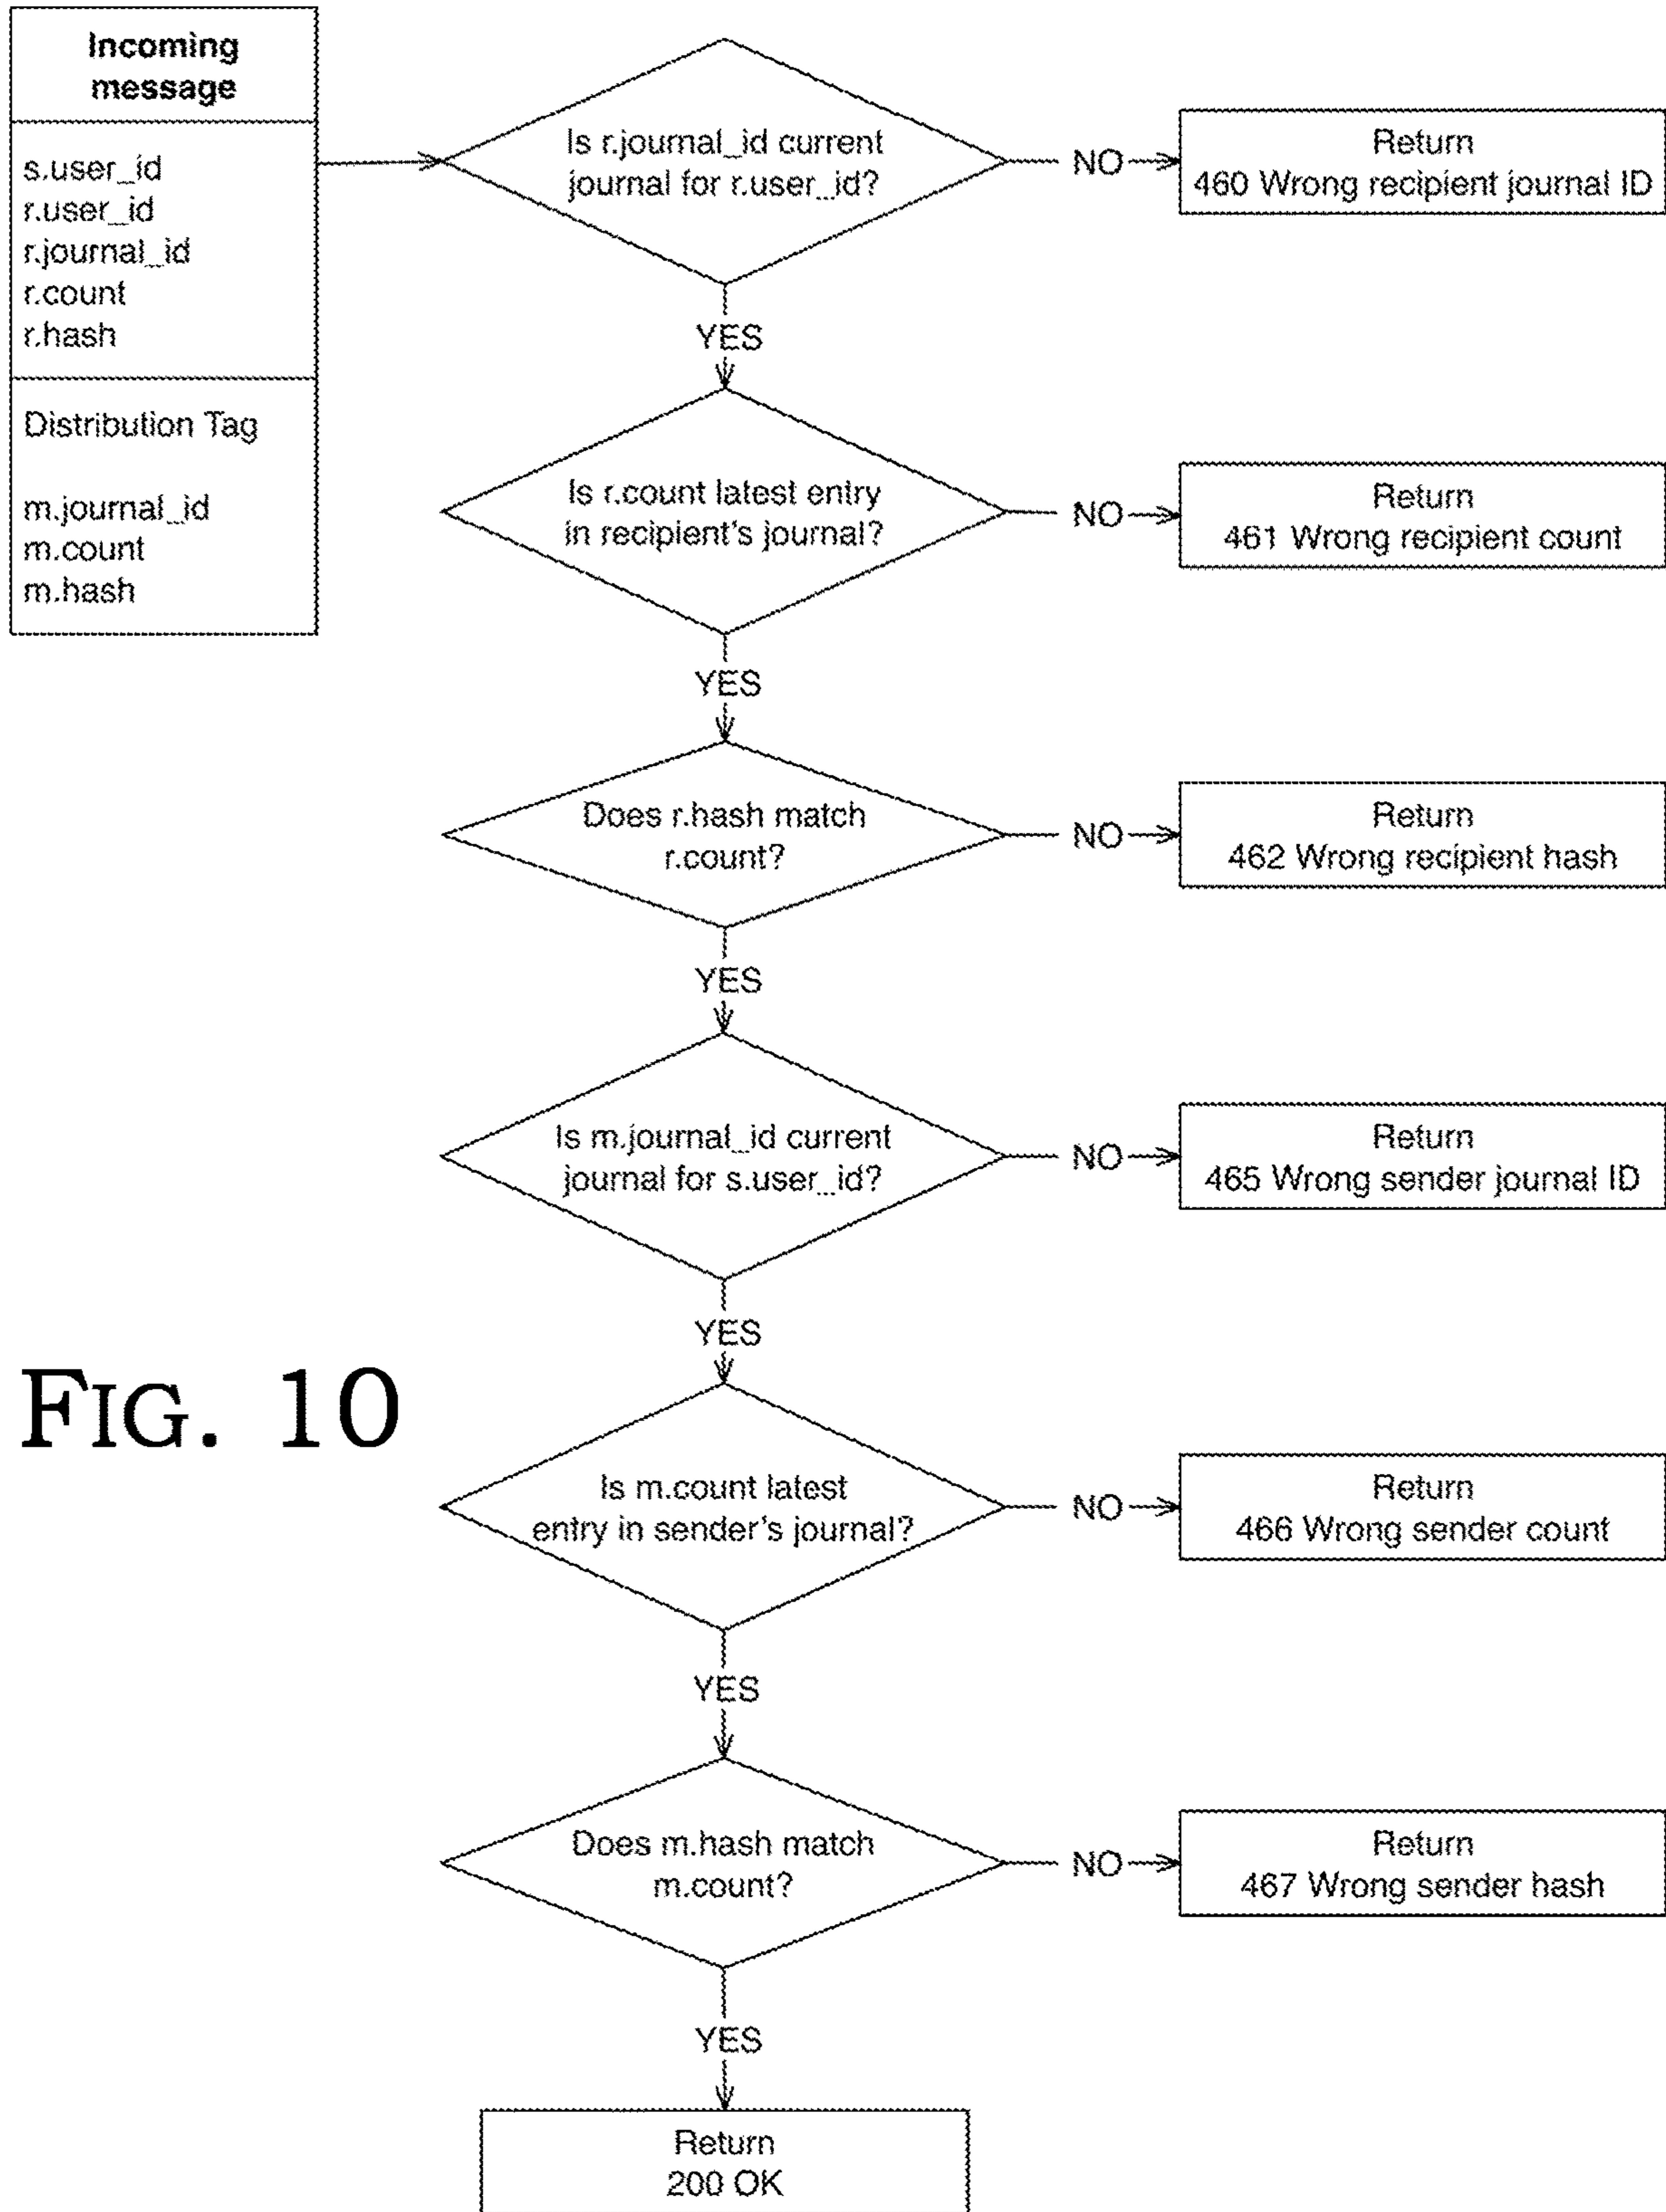 Incoming
message
s.user_id
r.user_id
r.journal_id
r.count
r.hash
Distribution Tag
m.journal_id
m.count
m.hash
Is r.journal_id current
journal for r.user_id?
NO
Return
460 Wrong recipient journal ID
YES
Is r.count latest entry
in recipient's journal?
NO
Return
461 Wrong recipient count
YES
Does r.hash match
r.count?
NO
Return
462 Wrong recipient hash
YES
Is m.journal_id current
journal for s.user_id?
NO
Return
465 Wrong sender journal ID
YES
FIG. 10
Is m.count latest
entry in sender's journal?
NO
Return
466 Wrong sender count
YES
Does m.hash match
m.count?
NO
Return
467 Wrong sender hash
YES
Return
200 OK